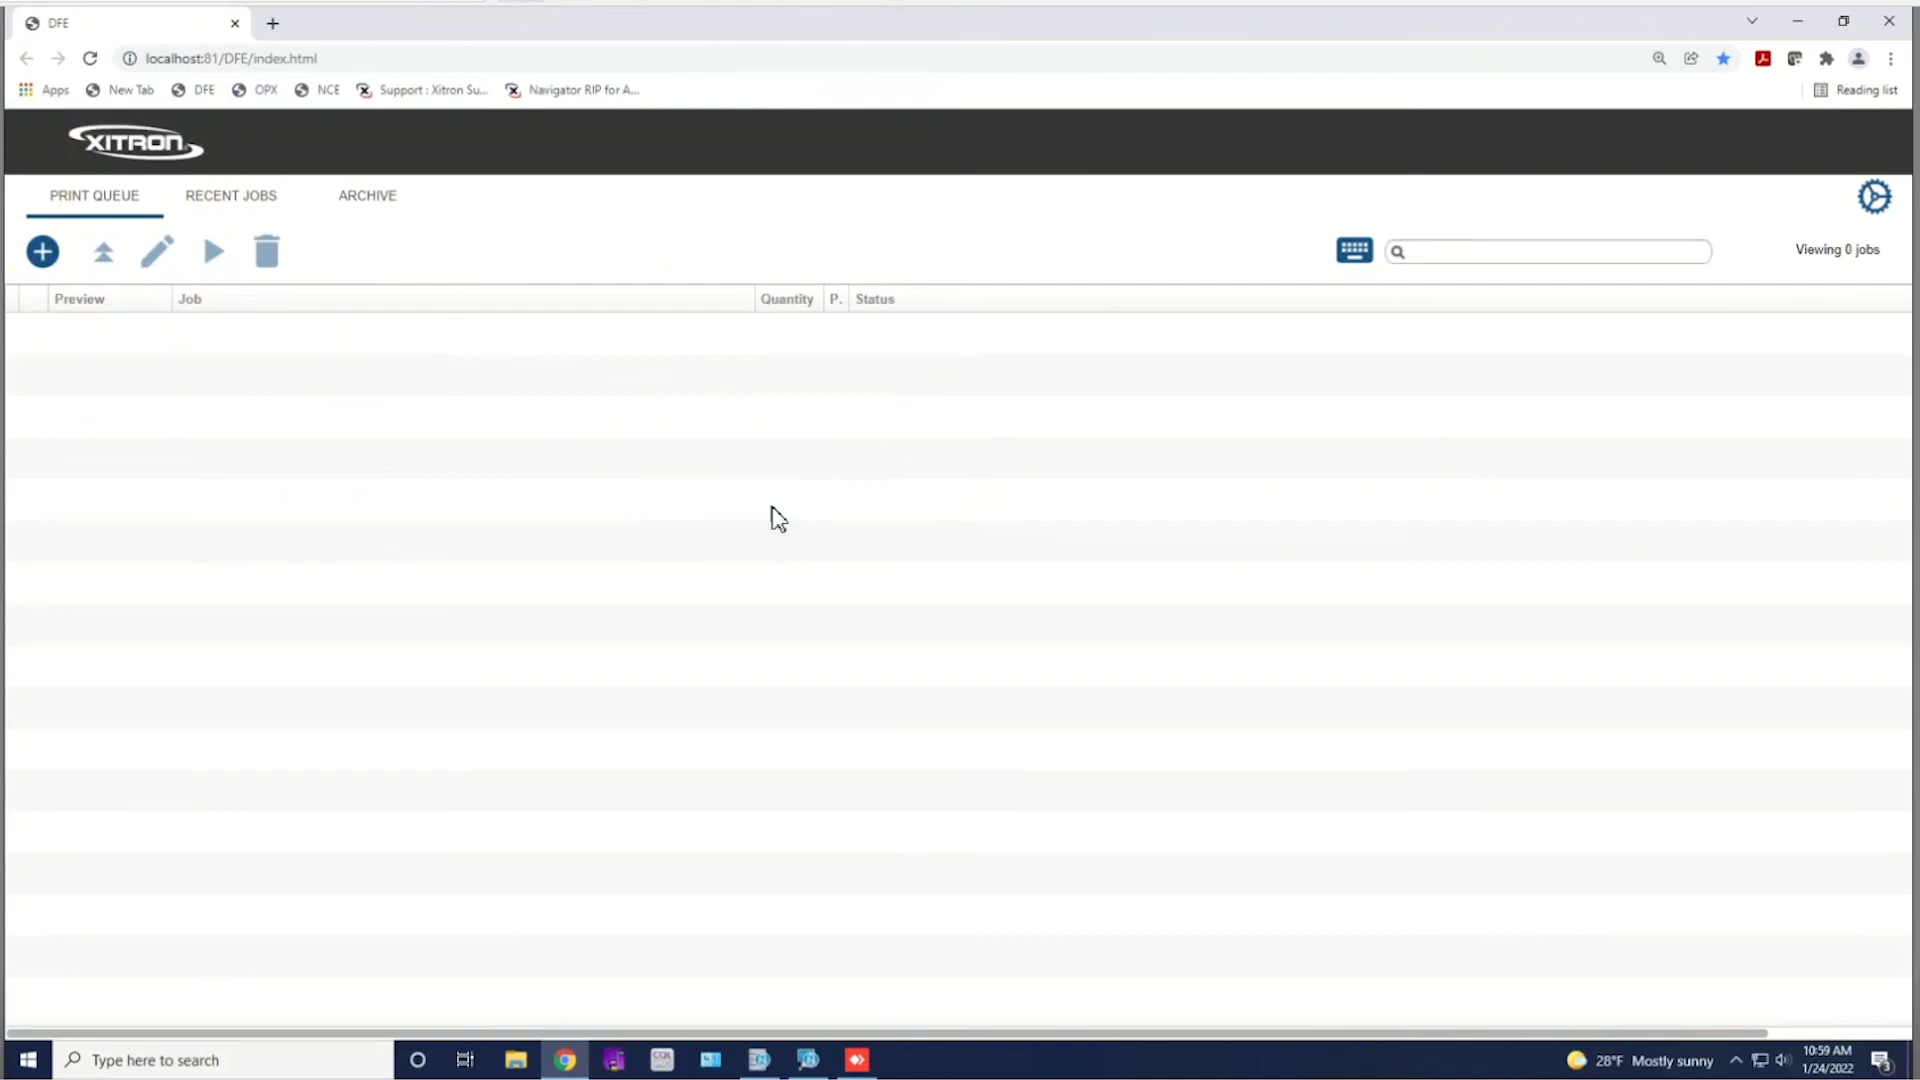 DFE
localhost:81/DFE/index.html
Apps New Tab DFE OPX NCE Support : Xitron Su... Navigator RIP for A... Reading list
XITRON
PRINT QUEUE RECENT JOBS ARCHIVE
Viewing 0 jobs
Preview Job Quantity P. Status
Type here to search
28°F Mostly sunny
10:59 AM
1/24/2022
3